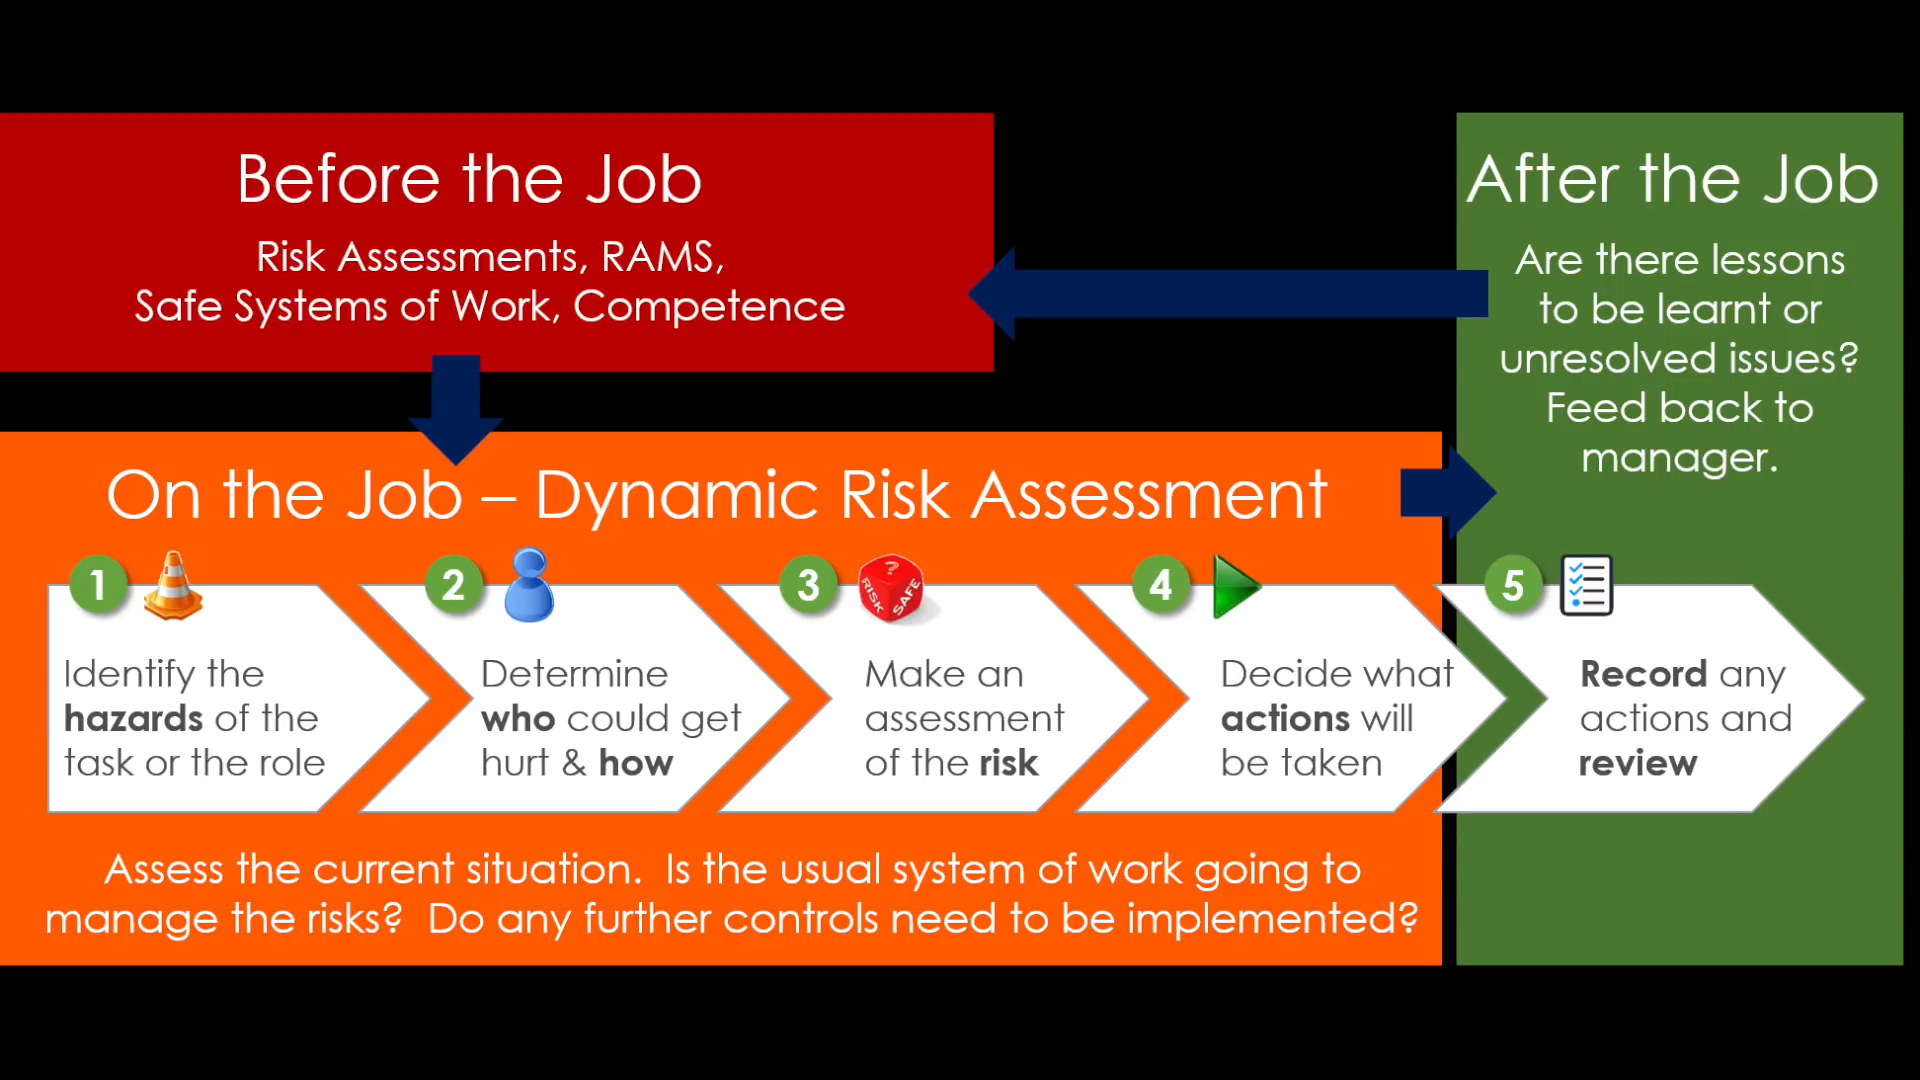 Before the Job
Risk Assessments, RAMS,
Safe Systems of Work, Competence
After the Job
Are there lessons
to be learnt or
unresolved issues?
Feed back to
manager.
On the Job – Dynamic Risk Assessment
1
Identify the
hazards of the
task or the role
2
Determine
who could get
hurt & how
3
?
RISK
SAFE
Make an
assessment
of the risk
4
Decide what
actions will
be taken
5
Record any
actions and
review
Assess the current situation.  Is the usual system of work going to
manage the risks?  Do any further controls need to be implemented?